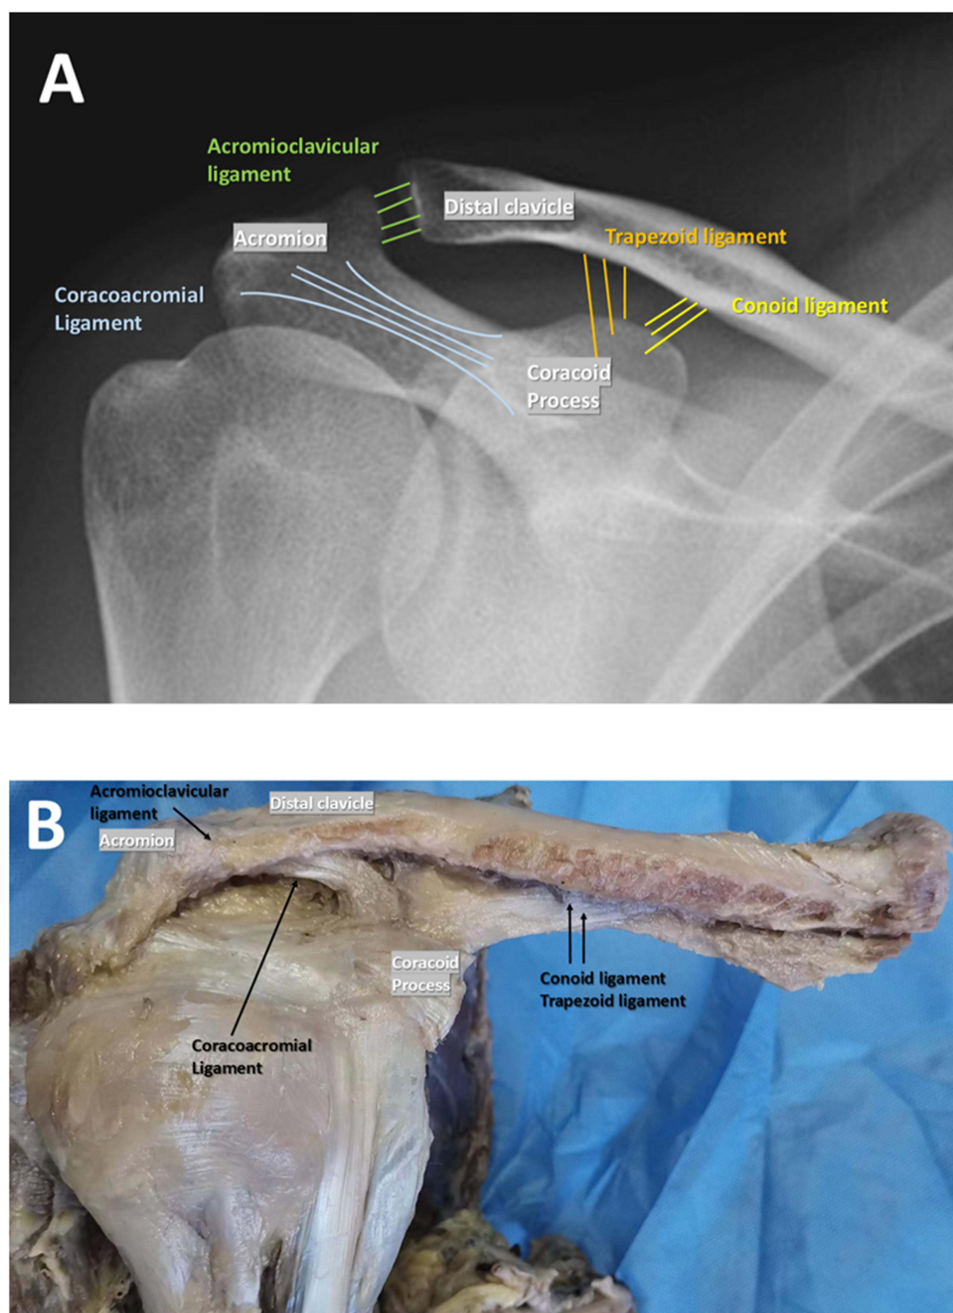 A
Acromioclavicular
ligament
Distal clavicle
Acromion
Trapezoid ligament
Coracoacromial
Ligament
Conoid ligament
Coracoid
Process
B
Acromioclavicular
ligament
Distal clavicle
Acromion
Coracoid
Process
Conoid ligament
Trapezoid ligament
Coracoacromial
Ligament